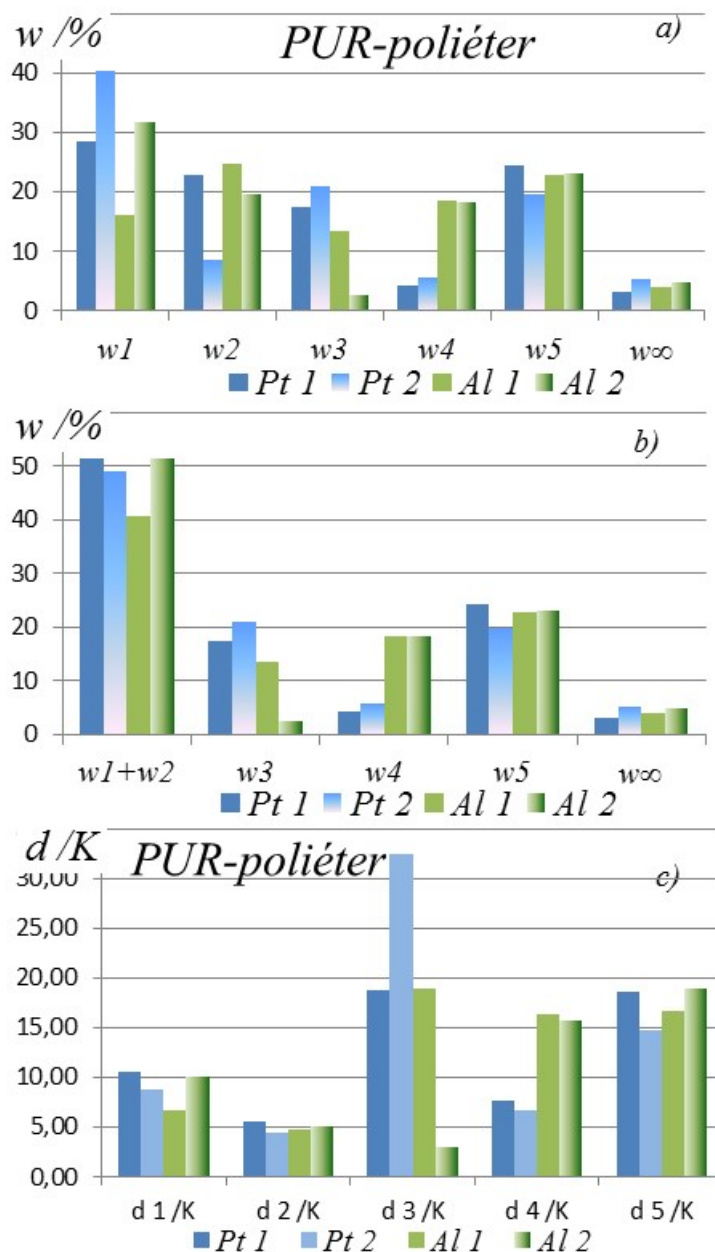 w /%
PUR-poliéter
a)
40
30
20
10
0
w1 w2 w3 w4 w5 w∞
Pt 1 Pt 2 Al 1 Al 2
w /%
b)
50
40
30
20
10
0
w1+w2 w3 w4 w5 w∞
Pt 1 Pt 2 Al 1 Al 2
d /K
PUR-poliéter
c)
30,00
25,00
20,00
15,00
10,00
5,00
0,00
d 1 /K d 2 /K d 3 /K d 4 /K d 5 /K
Pt 1 Pt 2 Al 1 Al 2